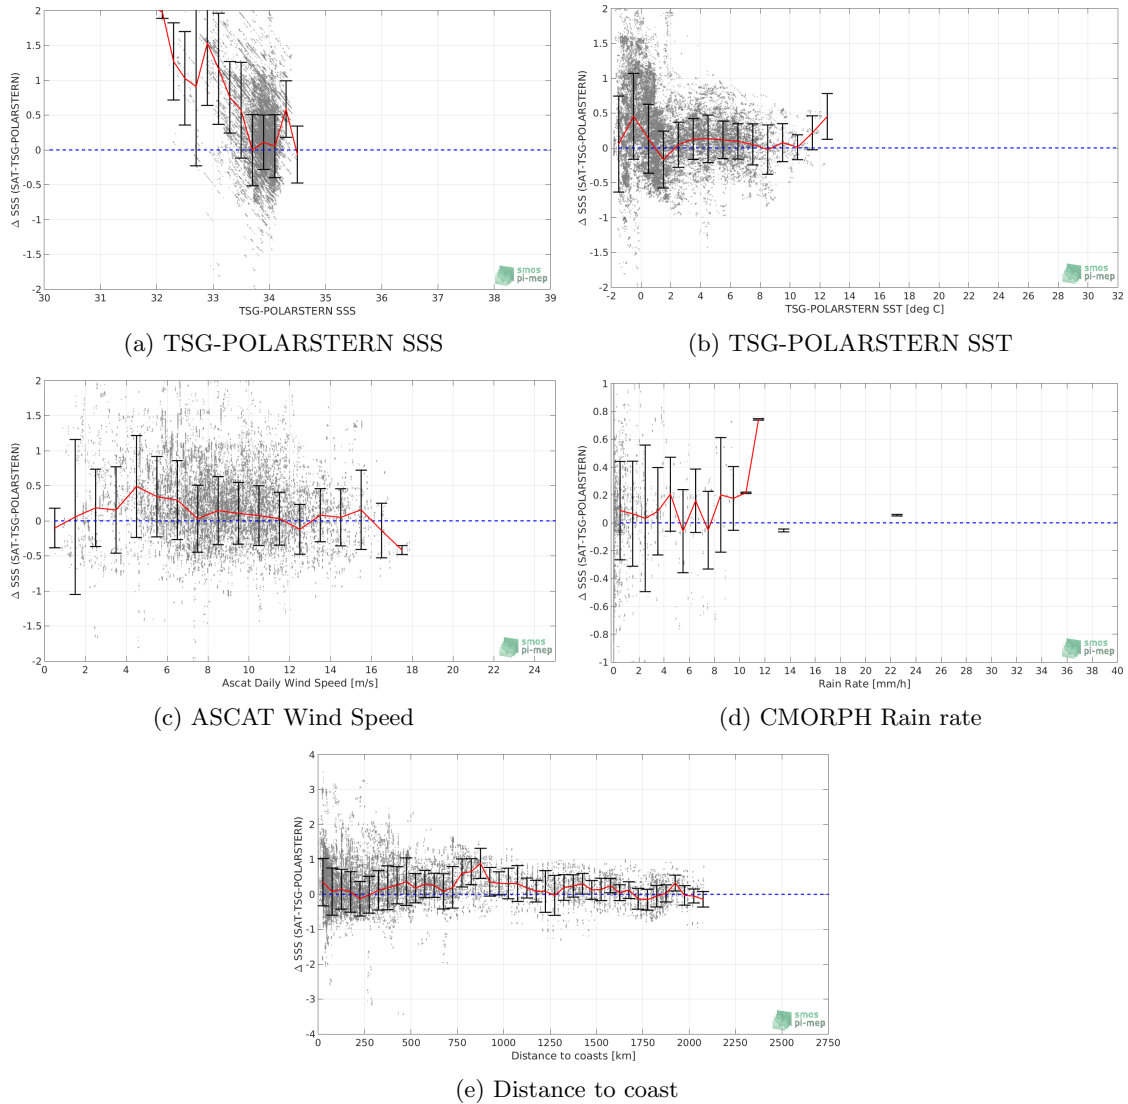 2
1.5
1
0.5
0
-0.5
-1
-1.5
-2
Δ SSS (SAT-TSG-POLARSTERN)
30 31 32 33 34 35 36 37 38 39
TSG-POLARSTERN SSS
smos
pi-mep
(a) TSG-POLARSTERN SSS
2
1.5
1
0.5
0
-0.5
-1
-1.5
-2
Δ SSS (SAT-TSG-POLARSTERN)
-2 0 2 4 6 8 10 12 14 16 18 20 22 24 26 28 30 32
TSG-POLARSTERN SST [deg C]
smos
pi-mep
(b) TSG-POLARSTERN SST
2
1.5
1
0.5
0
-0.5
-1
-1.5
-2
Δ SSS (SAT-TSG-POLARSTERN)
0 2 4 6 8 10 12 14 16 18 20 22 24
Ascat Daily Wind Speed [m/s]
smos
pi-mep
(c) ASCAT Wind Speed
1
0.8
0.6
0.4
0.2
0
-0.2
-0.4
-0.6
-0.8
-1
Δ SSS (SAT-TSG-POLARSTERN)
0 2 4 6 8 10 12 14 16 18 20 22 24 26 28 30 32 34 36 38 40
Rain Rate [mm/h]
smos
pi-mep
(d) CMORPH Rain rate
4
3
2
1
0
-1
-2
-3
-4
Δ SSS (SAT-TSG-POLARSTERN)
0 250 500 750 1000 1250 1500 1750 2000 2250 2500 2750
Distance to coasts [km]
smos
pi-mep
(e) Distance to coast